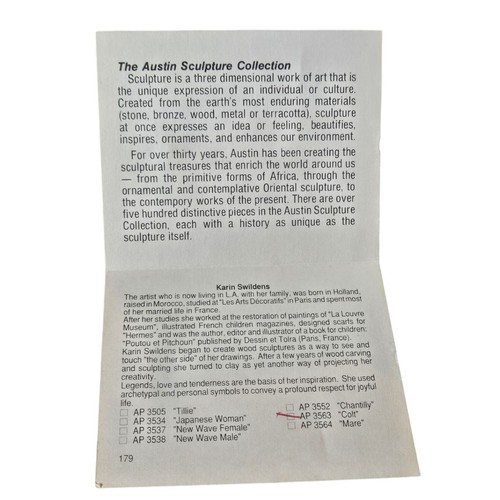 The Austin Sculpture Collection
Sculpture is a three dimensional work of art that is
the unique expression of an individual or culture.
Created from the earth's most enduring materials
(stone, bronze, wood, metal or terracotta), sculpture
at once expresses an idea or feeling, beautifies,
inspires, ornaments, and enhances our environment.
For over thirty years, Austin has been creating the
sculptural treasures that enrich the world around us
— from the primitive forms of Africa, through the
ornamental and contemplative Oriental sculpture, to
the contempory works of the present. There are over
five hundred distinctive pieces in the Austin Sculpture
Collection, each with a history as unique as the
sculpture itself.
Karin Swildens
The artist who is now living in L.A. with her family, was born in Holland,
raised in Morocco, studied at "Les Arts Décoratifs" in Paris and spent most
of her married life in France.
After her studies she worked at the restoration of paintings of "La Louvre
Museum", illustrated French children magazines, designed scarfs for
"Hermes" and was the author, editor and illustrator of a book for children:
"Poutou et Pitchoun" published by Dessin et Tolra (Paris, France).
Karin Swildens began to create wood sculptures as a way to see and
touch "the other side" of her drawings. After a few years of wood carving
and sculpting she turned to clay as yet another way of projecting her
creativity.
Legends, love and tenderness are the basis of her inspiration. She used
archetypal and personal symbols to convey a profound respect for joyful
life.
AP 3505 "Tillie"
AP 3534 "Japanese Woman"
AP 3537 "New Wave Female"
AP 3538 "New Wave Male"
AP 3552 "Chantilly"
AP 3563 "Colt"
AP 3564 "Mare"
179